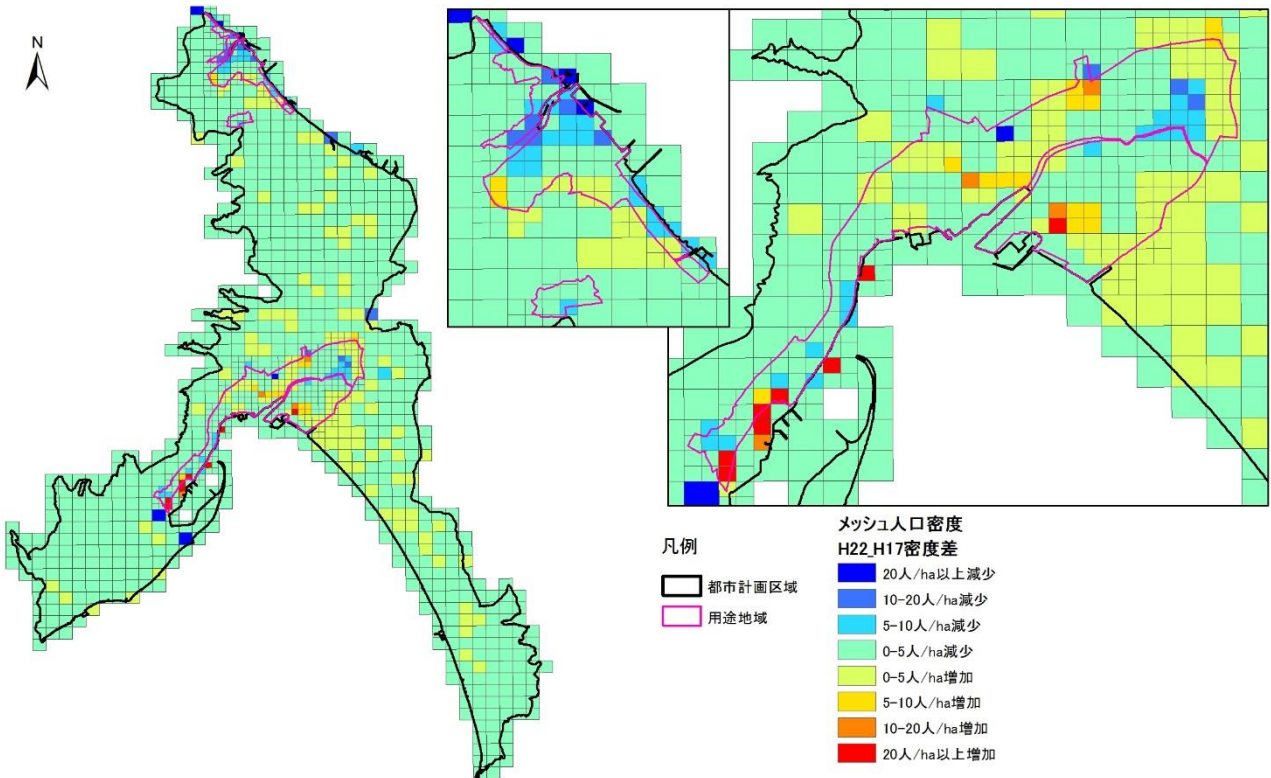 N
凡例
都市計画区域
用途地域
メッシュ人口密度
H22_H17密度差
20人/ha以上減少
10-20人/ha減少
5-10人/ha減少
0-5人/ha減少
0-5人/ha増加
5-10人/ha増加
10-20人/ha増加
20人/ha以上増加